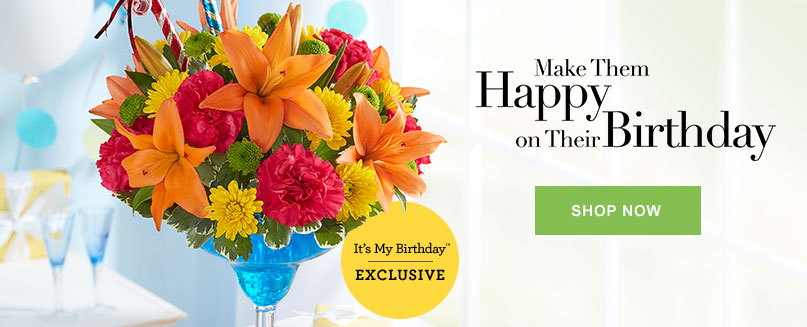 Make Them
Happy
on Their Birthday
SHOP NOW
It's My Birthday™
EXCLUSIVE